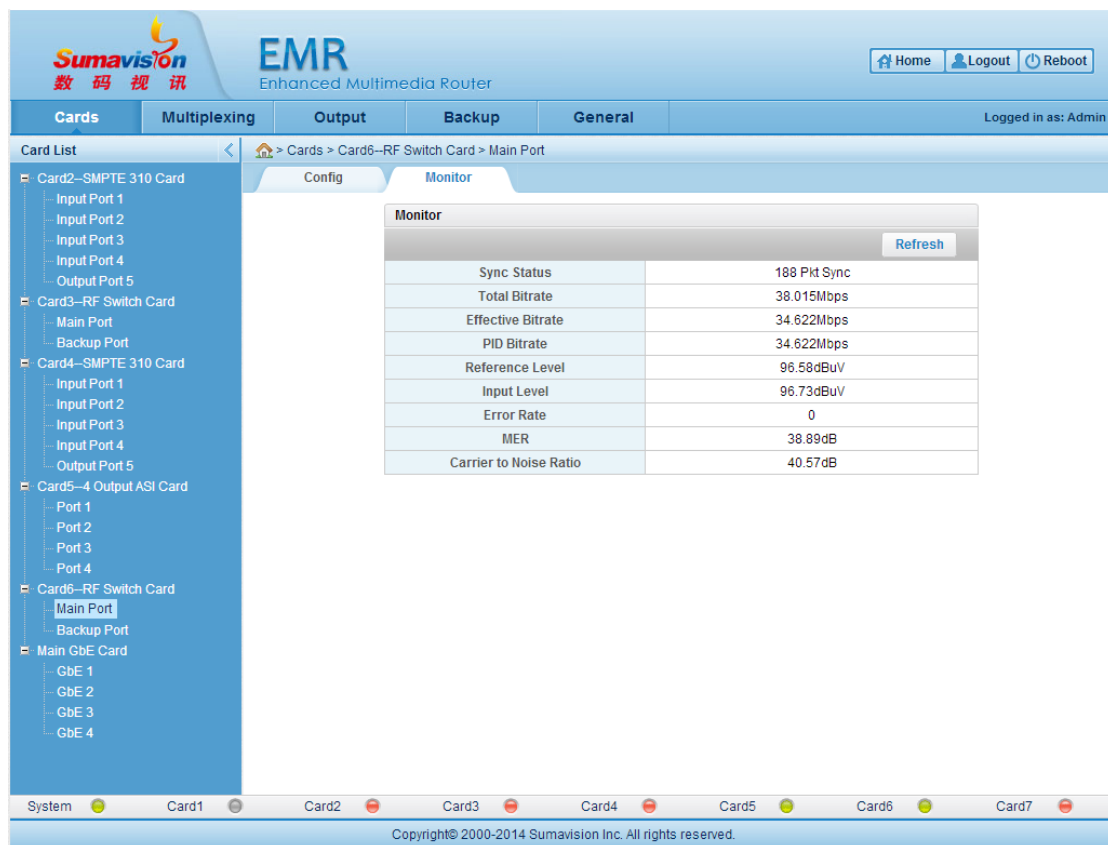 Sumavision
数码视讯
EMR
Enhanced Multimedia Router
Home Logout Reboot
Cards Multiplexing Output Backup General Logged in as: Admin
Card List
> Cards > Card6--RF Switch Card > Main Port
Config Monitor
Card2--SMPTE 310 Card
Input Port 1
Input Port 2
Input Port 3
Input Port 4
Output Port 5
Card3--RF Switch Card
Main Port
Backup Port
Card4--SMPTE 310 Card
Input Port 1
Input Port 2
Input Port 3
Input Port 4
Output Port 5
Card5--4 Output ASI Card
Port 1
Port 2
Port 3
Port 4
Card6--RF Switch Card
Main Port
Backup Port
Main GbE Card
GbE 1
GbE 2
GbE 3
GbE 4
Monitor
Refresh
Sync Status 188 Pkt Sync
Total Bitrate 38.015Mbps
Effective Bitrate 34.622Mbps
PID Bitrate 34.622Mbps
Reference Level 96.58dBuV
Input Level 96.73dBuV
Error Rate 0
MER 38.89dB
Carrier to Noise Ratio 40.57dB
System Card1 Card2 Card3 Card4 Card5 Card6 Card7
Copyright© 2000-2014 Sumavision Inc. All rights reserved.